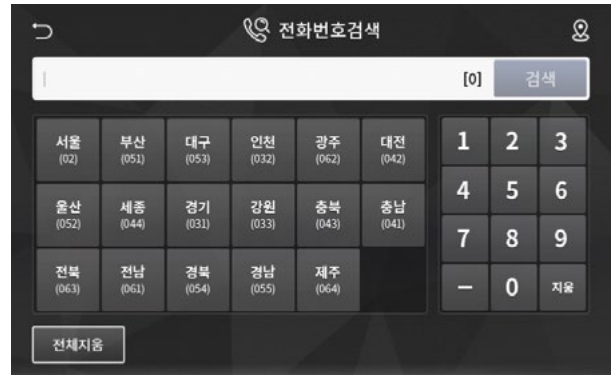 전화번호검색
[0] 검색
서울 부산 대구 인천 광주 대전
(02) (051) (053) (032) (062) (042)
울산 세종 경기 강원 충북 충남
(052) (044) (031) (033) (043) (041)
전북 전남 경북 경남 제주
(063) (061) (054) (055) (064)
1 2 3
4 5 6
7 8 9
– 0 지움
전체지움